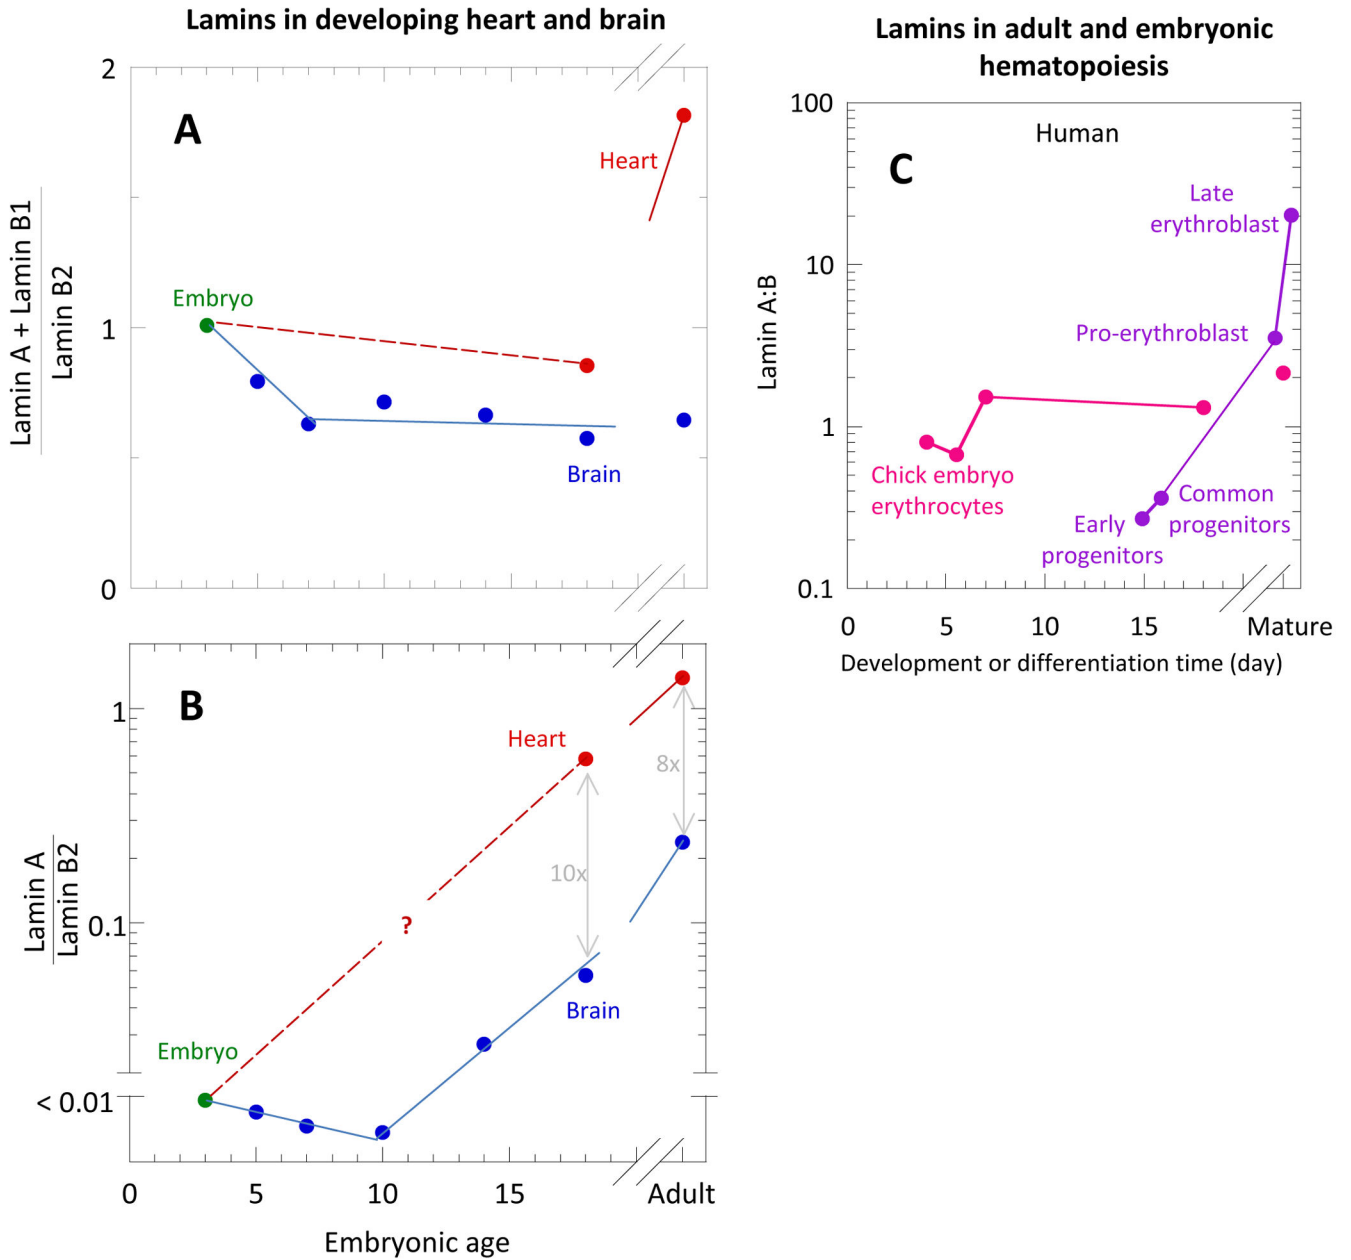 Lamins in developing heart and brain
2
A
Heart
Lamin A + Lamin B1
Lamin B2
Embryo
1
Brain
0
B
1
Heart
8x
10x
Lamin A
Lamin B2
0.1
?
Brain
Embryo
< 0.01
0 5 10 15 Adult
Embryonic age
Lamins in adult and embryonic
hematopoiesis
100
Human
C
Late
erythroblast
10
Lamin A:B
Pro-erythroblast
1
Chick embryo
erythrocytes
Common
progenitors
Early
progenitors
0.1
0 5 10 15 Mature
Development or differentiation time (day)